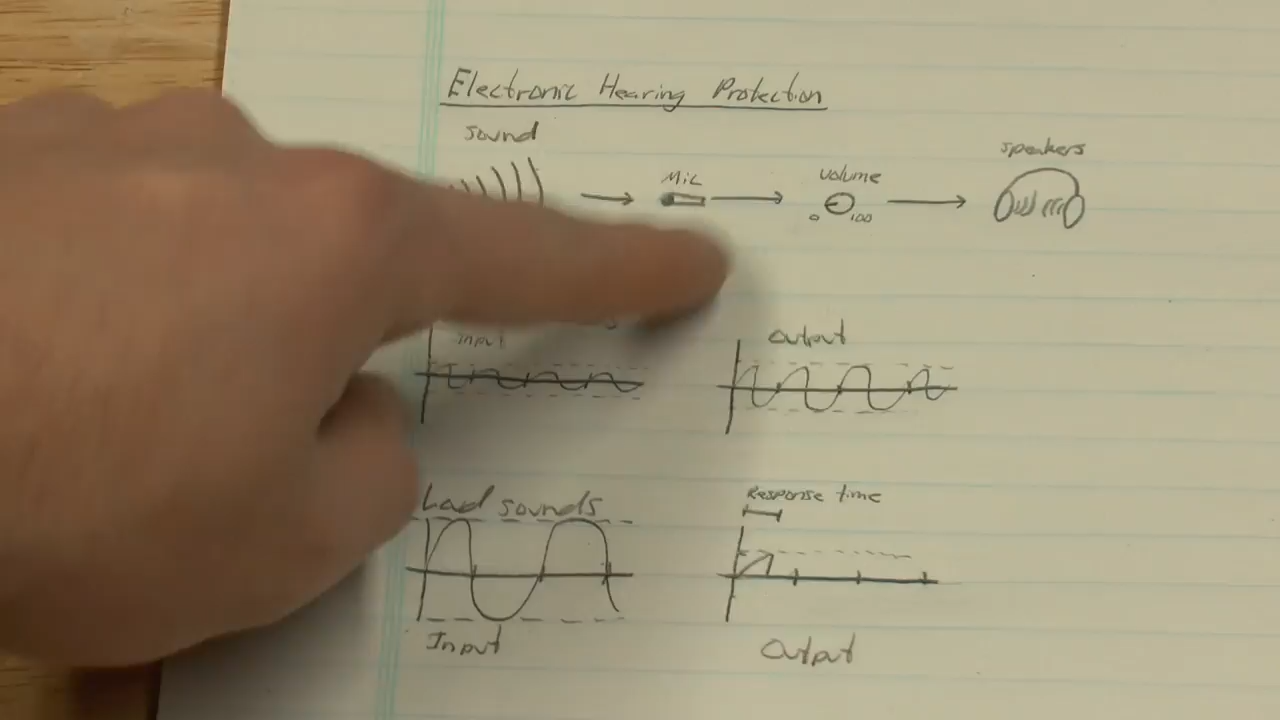 Electronic Hearing Protection
sound
Mic
volume
speakers
0
100
Input
Output
Loud sounds
Response time
Input
Output